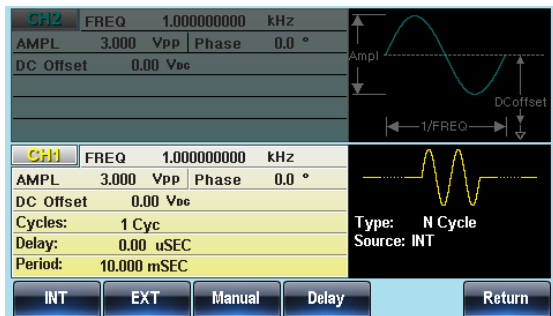 CH2 FREQ 1.000000000 kHz
AMPL 3.000 Vpp Phase 0.0 °
DC Offset 0.00 VDC
Ampl
DCoffset
1/FREQ
CH1 FREQ 1.000000000 kHz
AMPL 3.000 Vpp Phase 0.0 °
DC Offset 0.00 VDC
Cycles: 1 Cyc
Delay: 0.00 uSEC
Period: 10.000 mSEC
Type: N Cycle
Source: INT
INT EXT Manual Delay Return